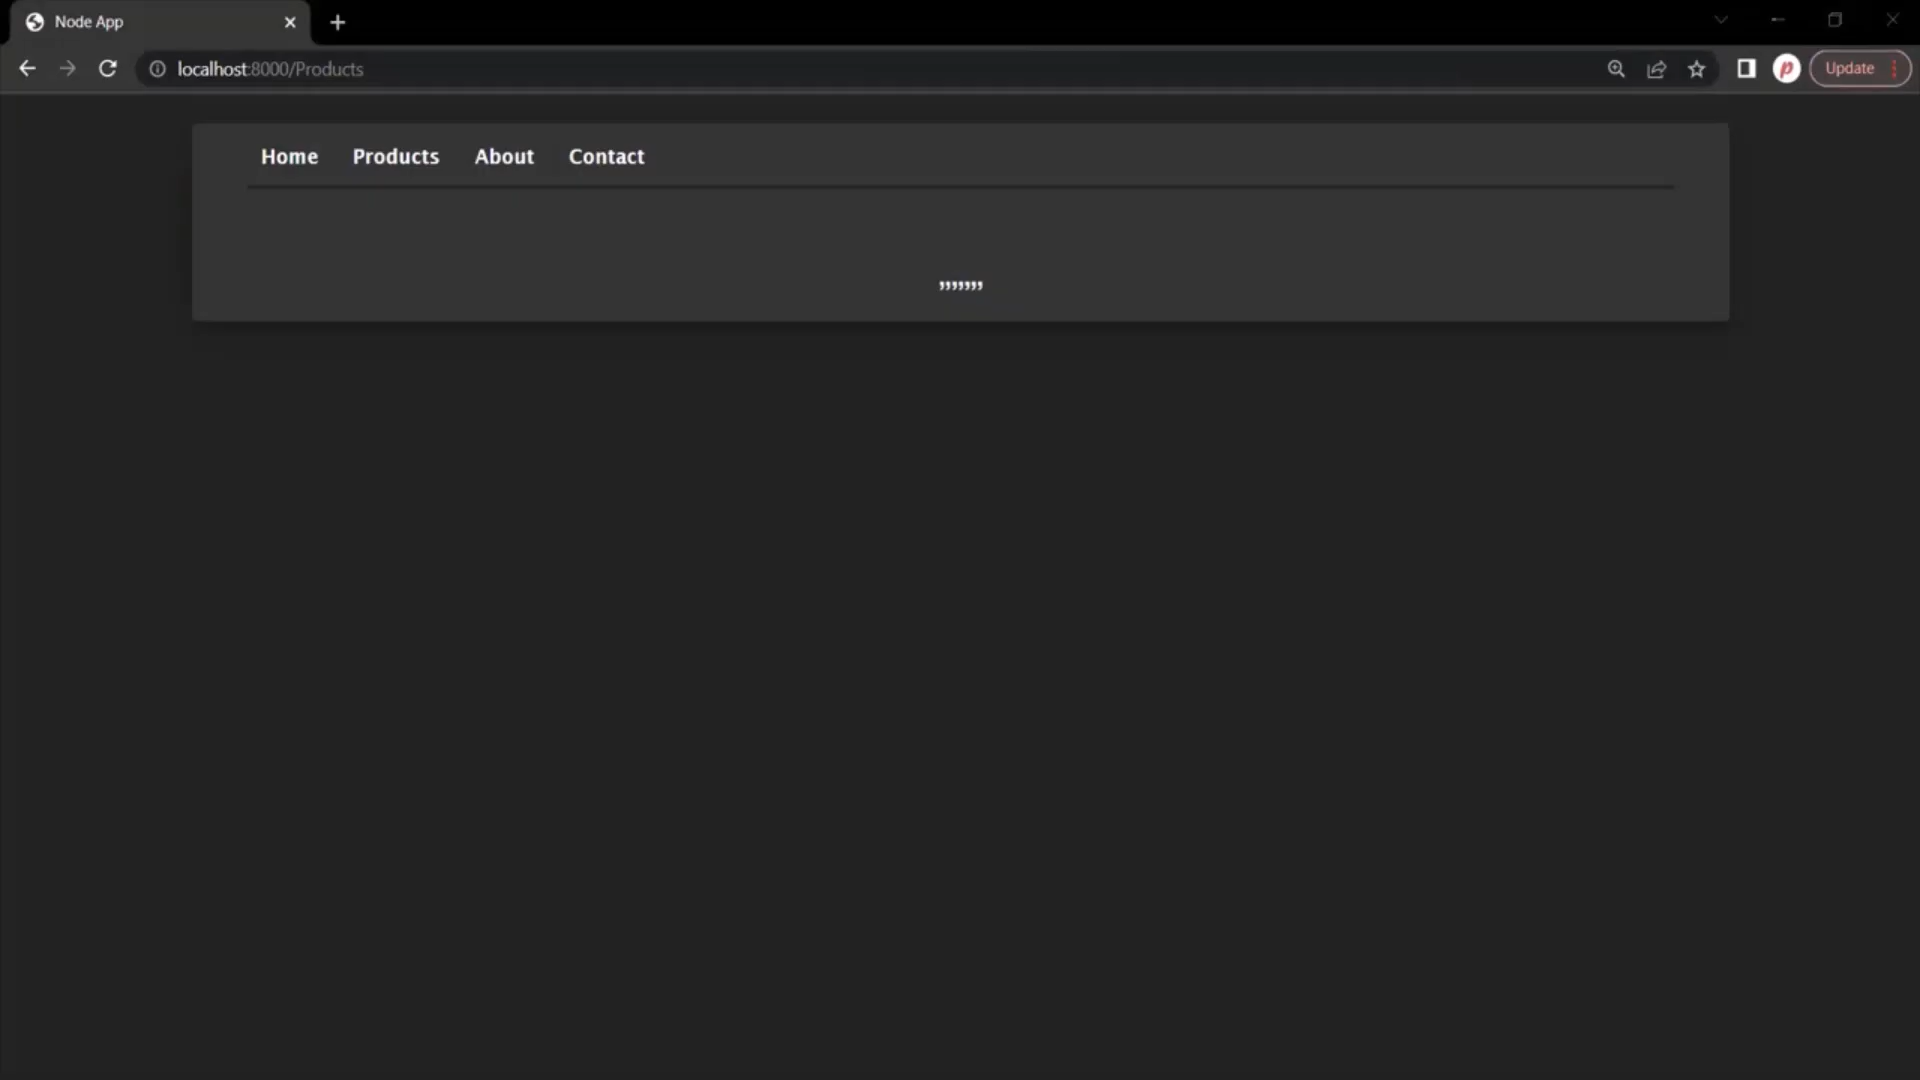 Node App
localhost:8000/Products
Update
Home Products About Contact
,,,,,,,